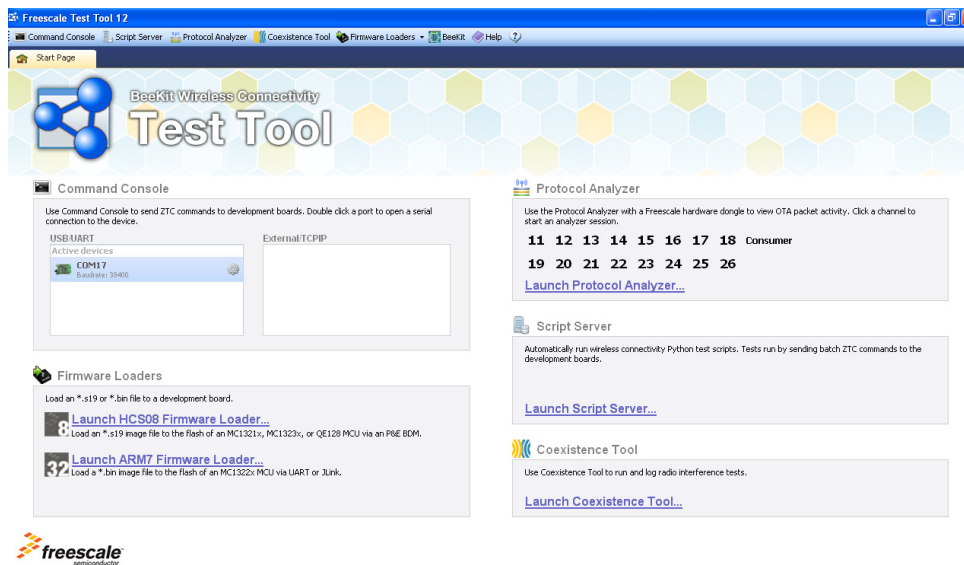 Freescale Test Tool 12
Command Console Script Server Protocol Analyzer Coexistence Tool Firmware Loaders BeeKit Help
Start Page
BeeKit Wireless Connectivity
Test Tool
Command Console
Use Command Console to send ZTC commands to development boards. Double click a port to open a serial
connection to the device.
USB/UART External/TCPIP
Active devices
COM17
Baudrate: 38400
Firmware Loaders
Load an *.s19 or *.bin file to a development board.
8
Launch HCS08 Firmware Loader...
Load an *.s19 image file to the flash of an MC1321x, MC1323x, or QE128 MCU via an P&E BDM.
32
Launch ARM7 Firmware Loader...
Load a *.bin image file to the flash of an MC1322x MCU via UART or JLink.
Protocol Analyzer
Use the Protocol Analyzer with a Freescale hardware dongle to view OTA packet activity. Click a channel to
start an analyzer session.
11 12 13 14 15 16 17 18 Consumer
19 20 21 22 23 24 25 26
Launch Protocol Analyzer...
Script Server
Automatically run wireless connectivity Python test scripts. Tests run by sending batch ZTC commands to the
development boards.
Launch Script Server...
Coexistence Tool
Use Coexistence Tool to run and log radio interference tests.
Launch Coexistence Tool...
freescale
semiconductor